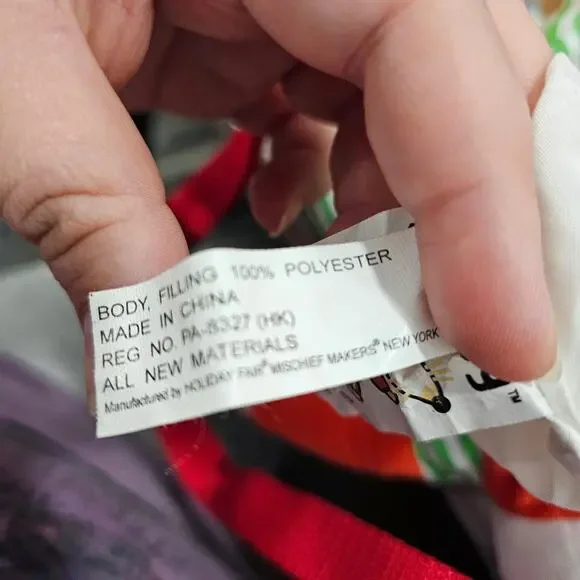 BODY, FILLING 100% POLYESTER
MADE IN CHINA
REG NO. PA-8327 (HK)
ALL NEW MATERIALS
Manufactured by HOLIDAY FAIR® MISCHIEF MAKERS® NEW YORK
TM